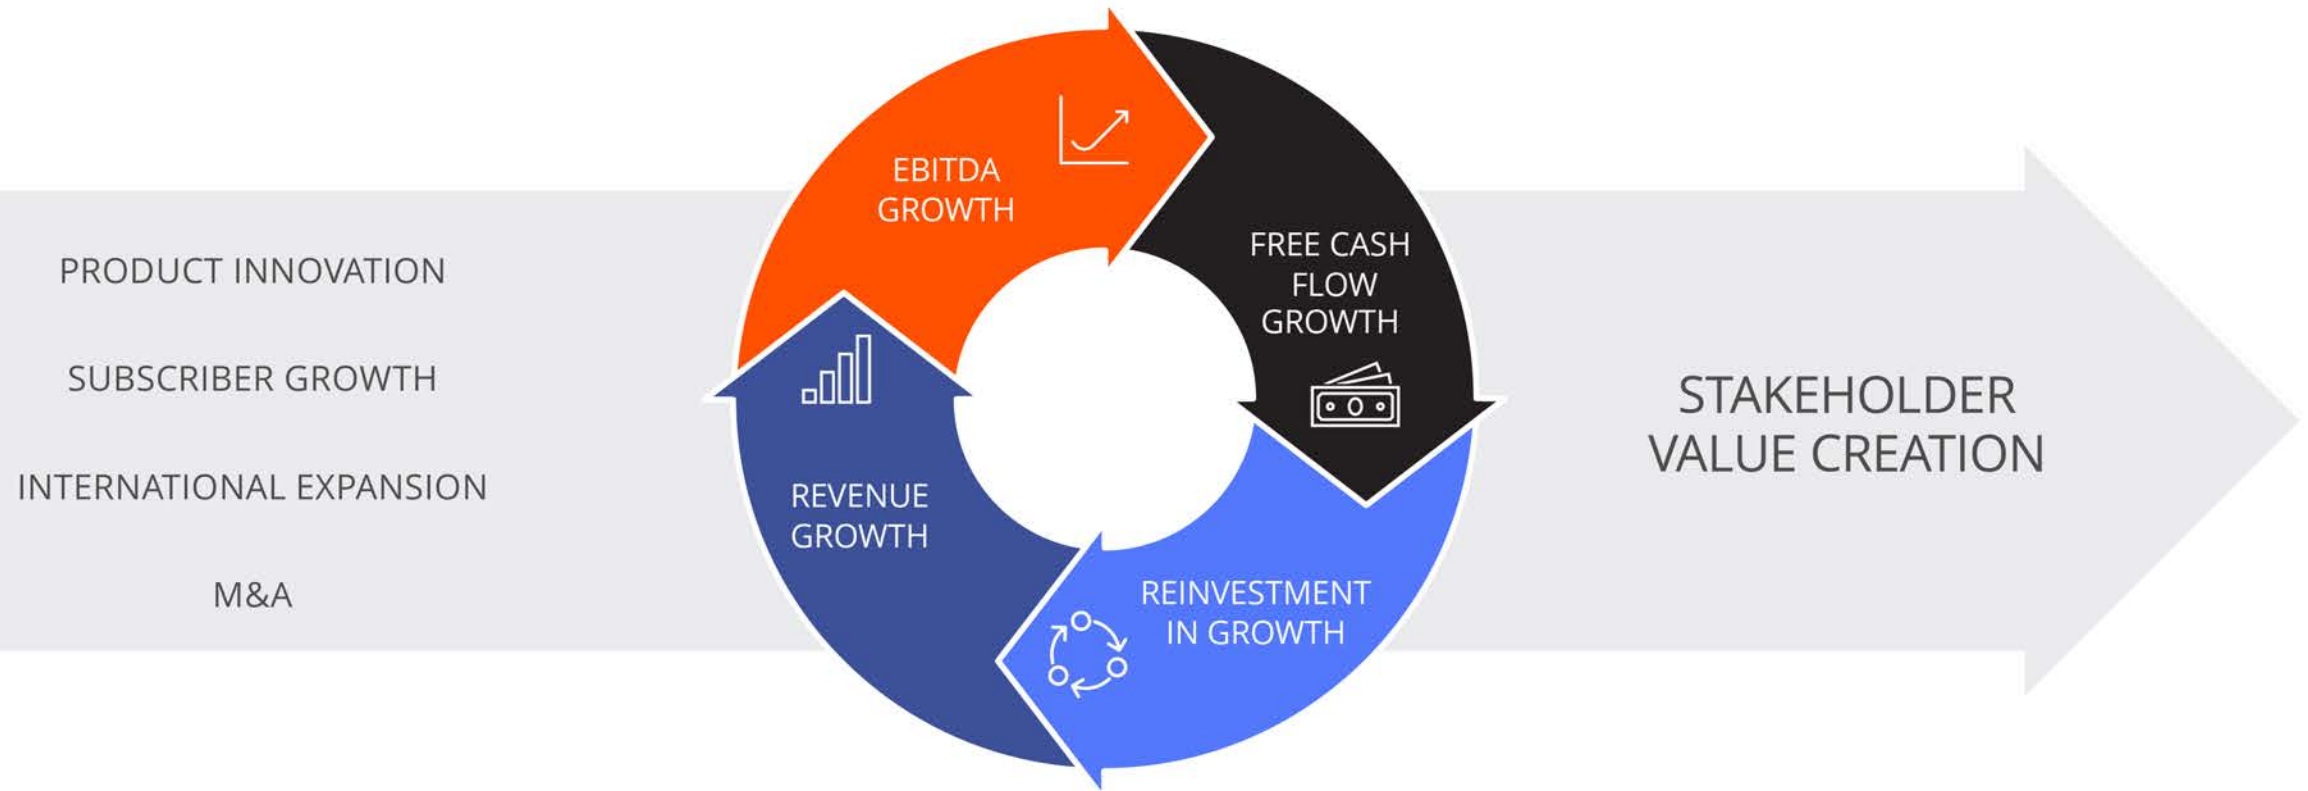 PRODUCT INNOVATION
SUBSCRIBER GROWTH
INTERNATIONAL EXPANSION
M&A
EBITDA
GROWTH
FREE CASH
FLOW
GROWTH
REINVESTMENT
IN GROWTH
REVENUE
GROWTH
STAKEHOLDER
VALUE CREATION